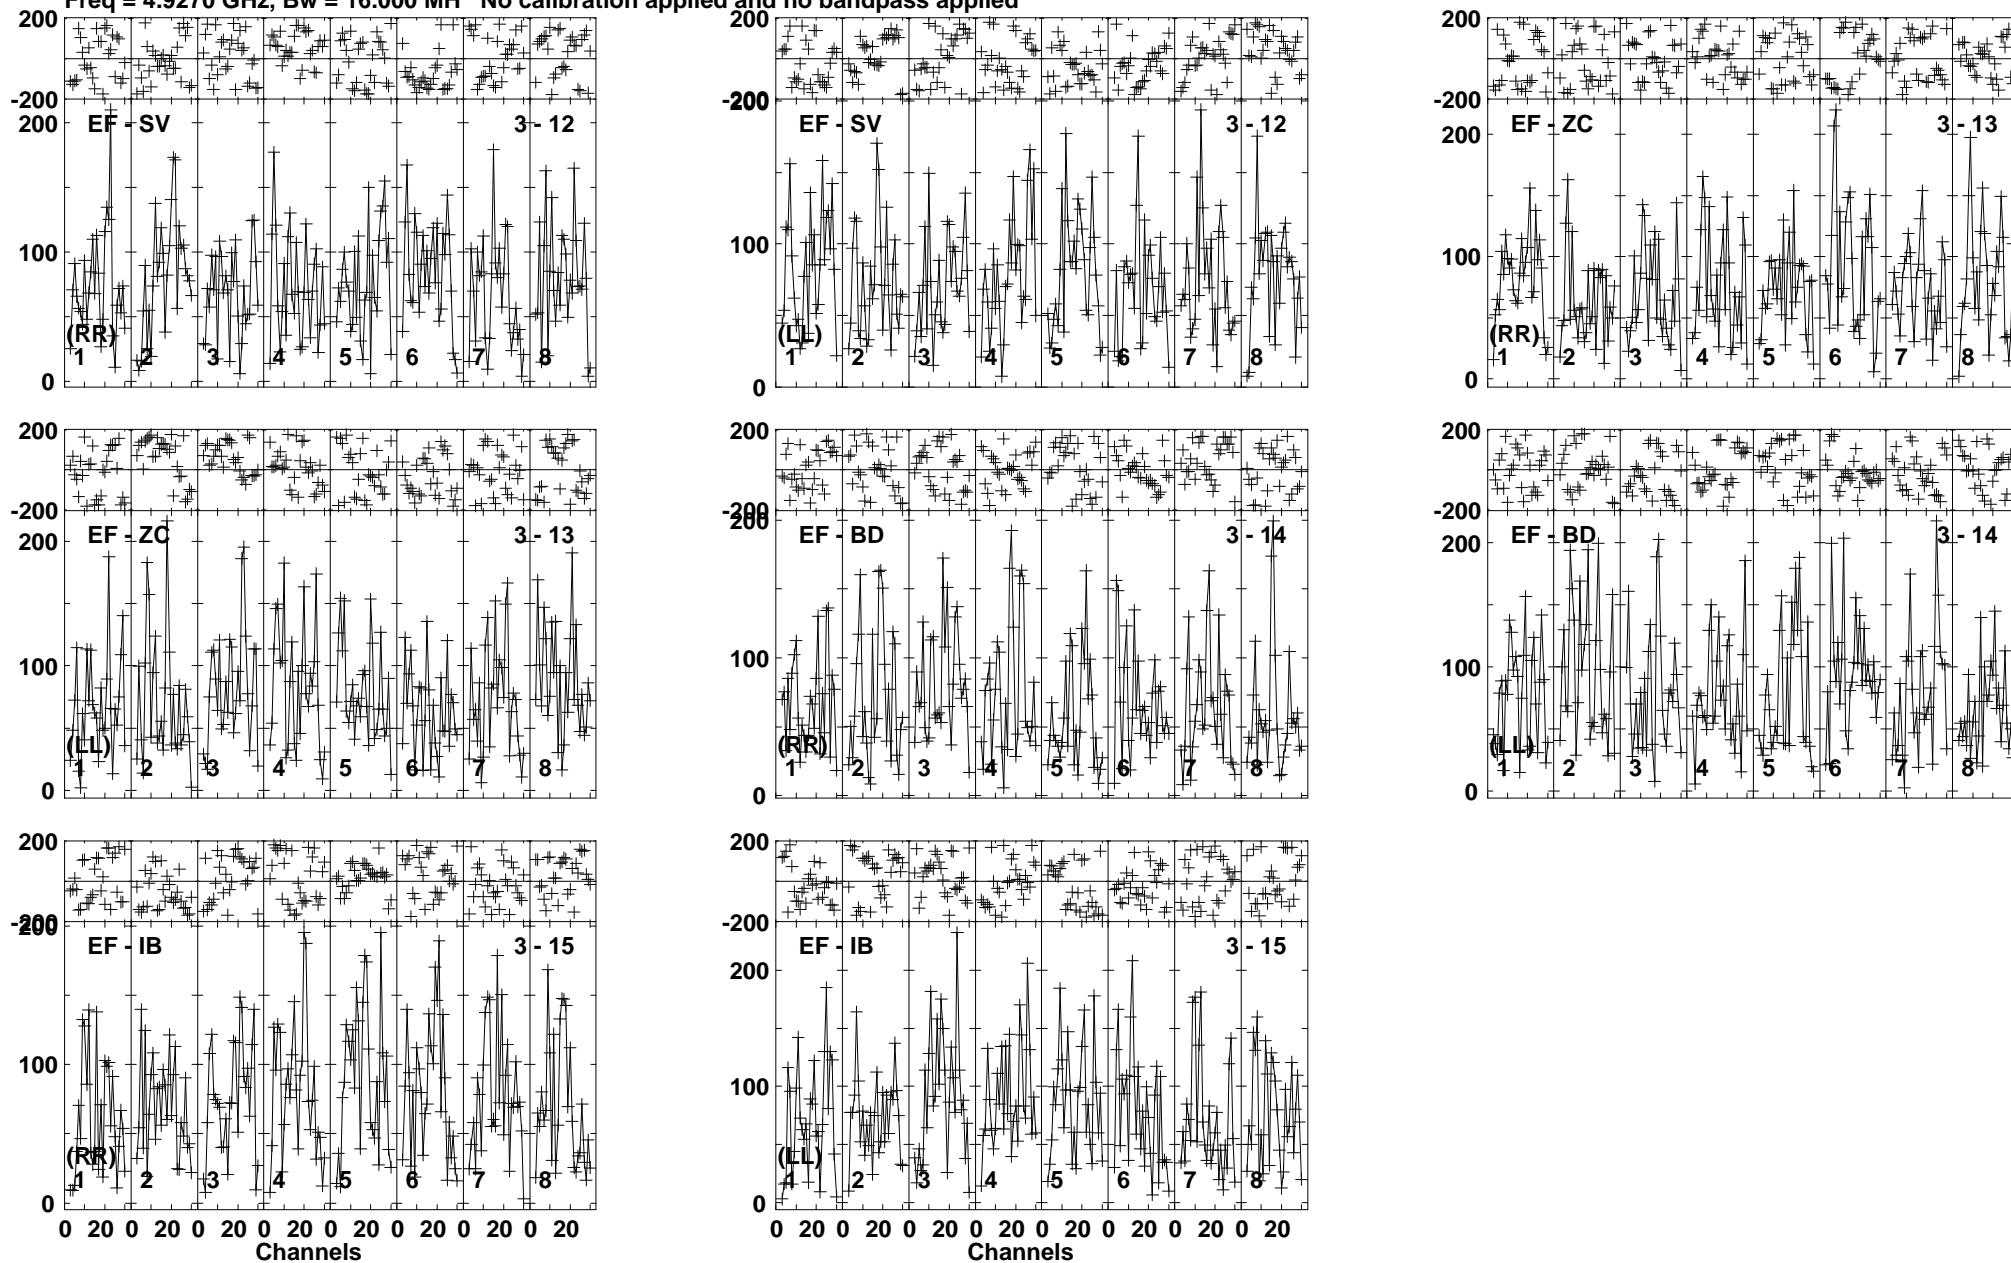 Freq = 4.9270 GHz, Bw = 16.000 MH No calibration applied and no bandpass applied
200 200 200
-200 -200 -200
200 200 200
EF - SV 3 - 12 EF - SV 3 - 12 EF - ZC 3 - 13
100 100 100
(RR) (LL) (RR)
1 2 3 4 5 6 7 8 1 2 3 4 5 6 7 8 1 2 3 4 5 6 7 8
0 0 0
200 200 200
-200 -200 -200
200 200 200
EF - ZC 3 - 13 EF - BD 3 - 14 EF - BD 3 - 14
100 100 100
(LL) (RR) (LL)
1 2 3 4 5 6 7 8 1 2 3 4 5 6 7 8 1 2 3 4 5 6 7 8
0 0 0
200 200
-200 -200
200 200
EF - IB 3 - 15 EF - IB 3 - 15
100 100
(RR) (LL)
1 2 3 4 5 6 7 8 1 2 3 4 5 6 7 8
0 0
0 20 0 20 0 20 0 20 0 20 0 20 0 20 0 20 0 20 0 20 0 20 0 20 0 20 0 20 0 20 0 20
Channels Channels